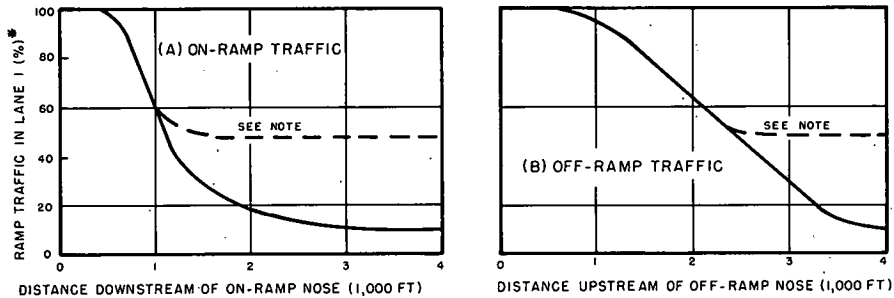 RAMP TRAFFIC IN LANE 1 (%)*
100
80
60
40
20
0
(A) ON-RAMP TRAFFIC
SEE NOTE
0 1 2 3 4
DISTANCE DOWNSTREAM OF ON-RAMP NOSE (1,000 FT)
SEE NOTE
(B) OFF-RAMP TRAFFIC
0 1 2 3 4
DISTANCE UPSTREAM OF OFF-RAMP NOSE (1,000 FT)